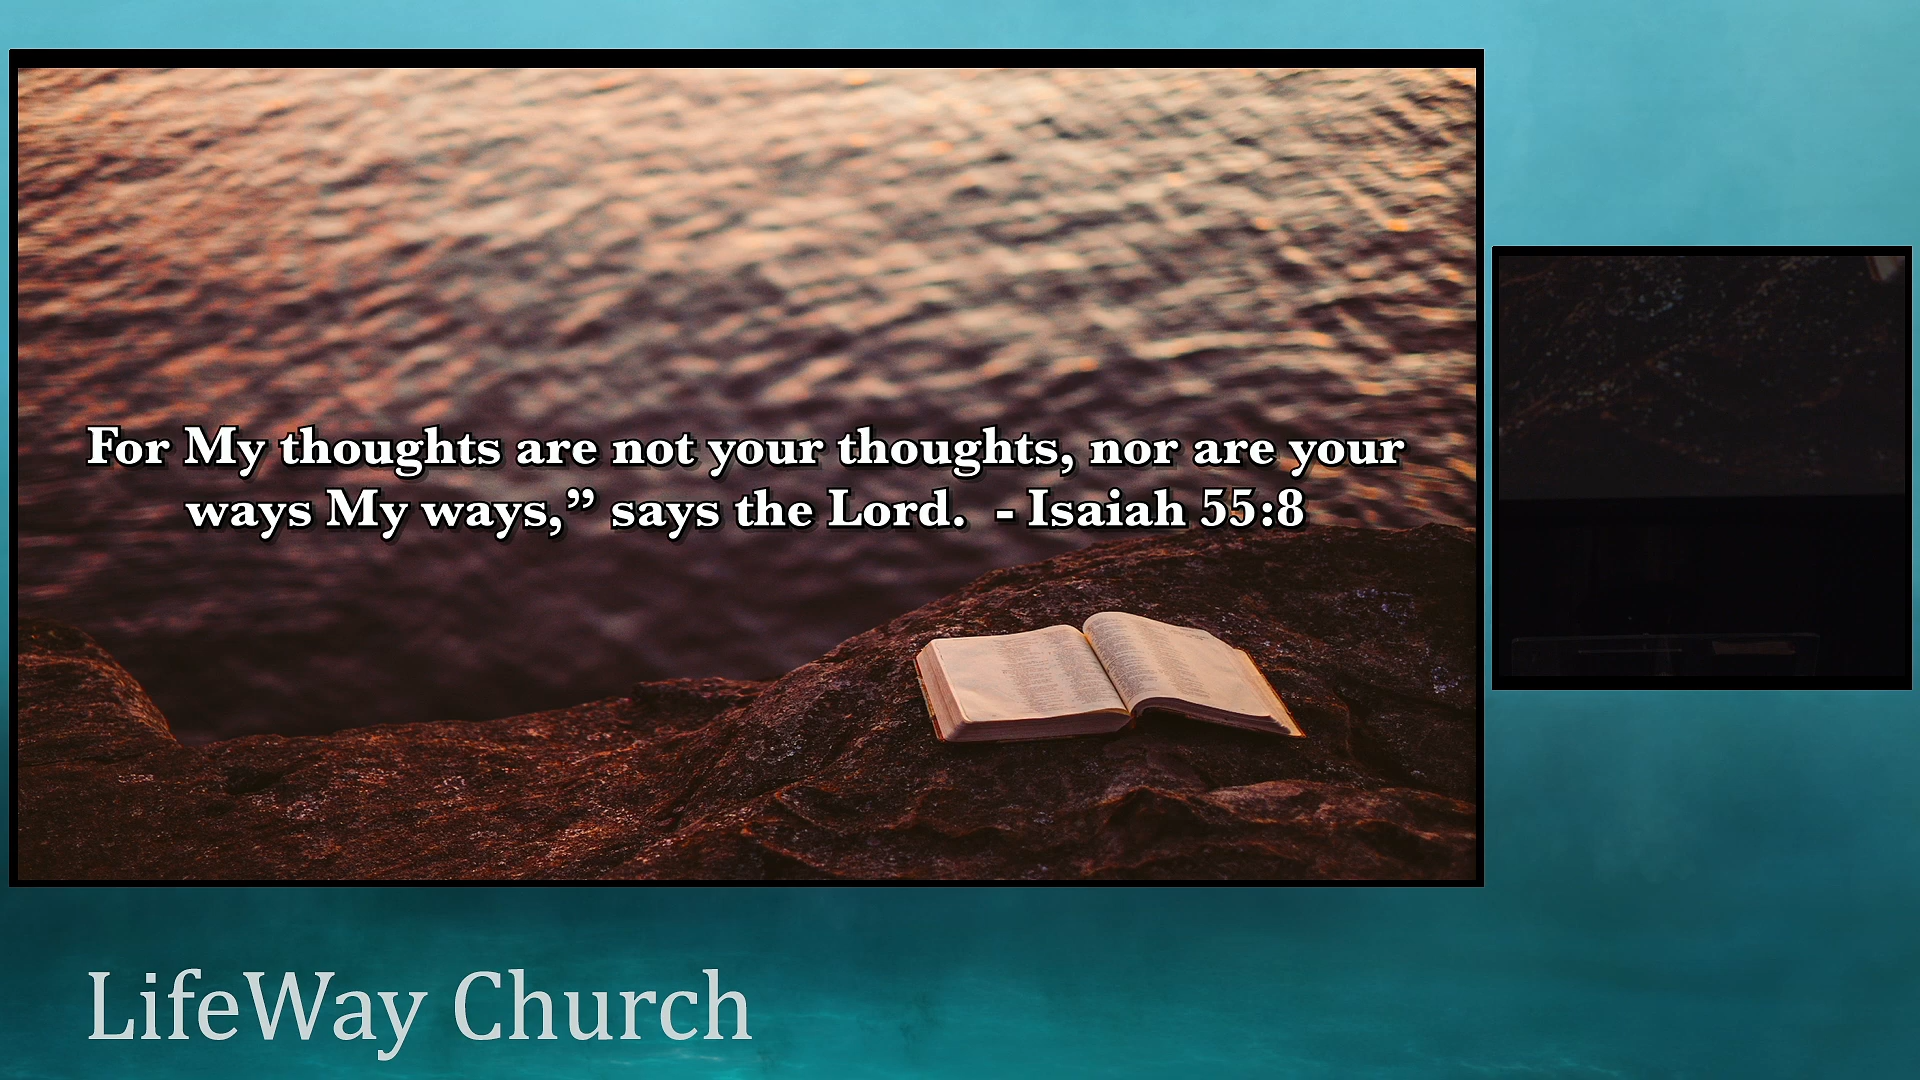 For My thoughts are not your thoughts, nor are your
ways My ways,” says the Lord.  - Isaiah 55:8
LifeWay Church